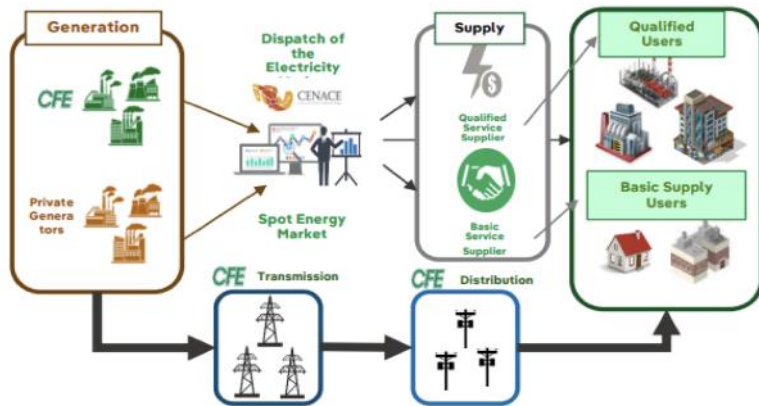 Generation
CFE
Private
Genera
tors
Dispatch of
the
Electricity
CENACE
Spot Energy
Market
Supply
$
Qualified
Service
Supplier
Basic
Service
Supplier
Qualified
Users
Basic Supply
Users
CFE Transmission
CFE Distribution